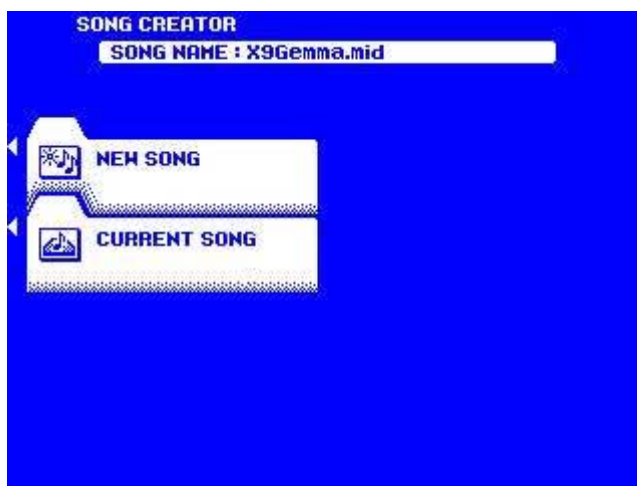 SONG CREATOR
SONG NAME : X9Gemma.mid
NEW SONG
CURRENT SONG